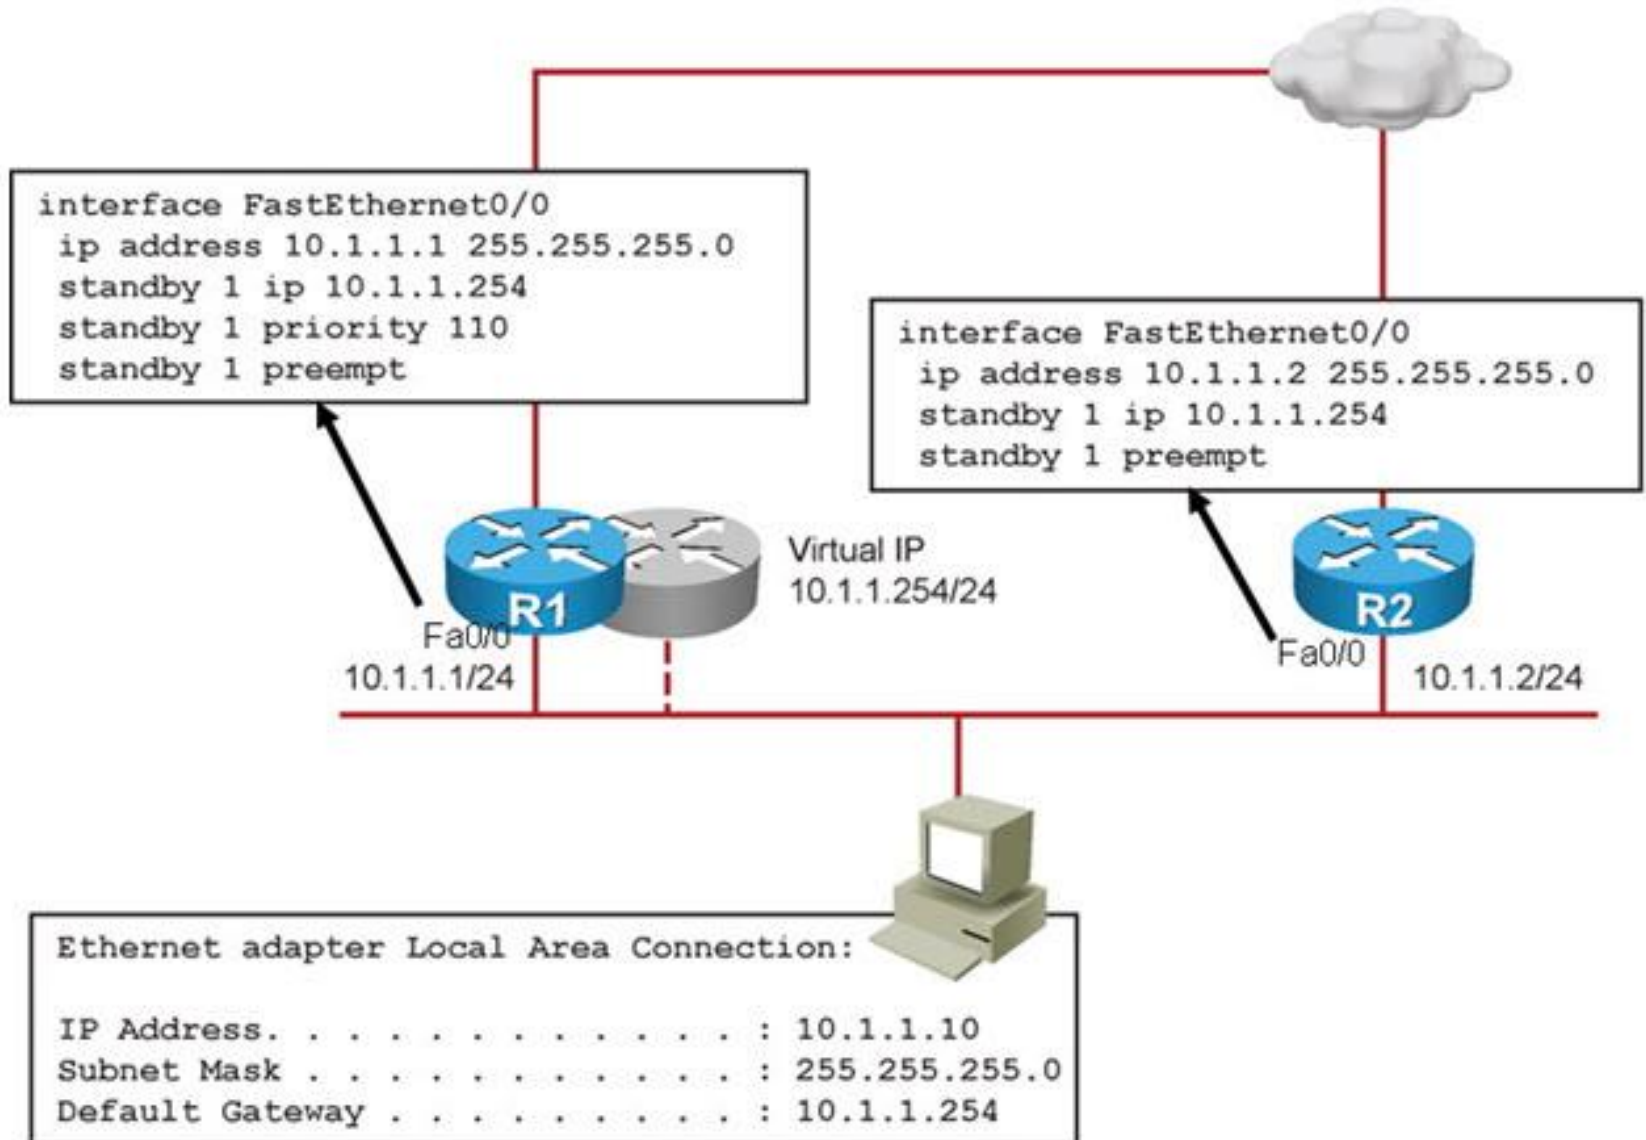 interface FastEthernet0/0
ip address 10.1.1.1 255.255.255.0
standby 1 ip 10.1.1.254
standby 1 priority 110
standby 1 preempt
interface FastEthernet0/0
ip address 10.1.1.2 255.255.255.0
standby 1 ip 10.1.1.254
standby 1 preempt
R1
Fa0/0
10.1.1.1/24
Virtual IP
10.1.1.254/24
R2
Fa0/0
10.1.1.2/24
Ethernet adapter Local Area Connection:
IP Address. . . . . . . . . . . . : 10.1.1.10
Subnet Mask . . . . . . . . . . . : 255.255.255.0
Default Gateway . . . . . . . . . : 10.1.1.254